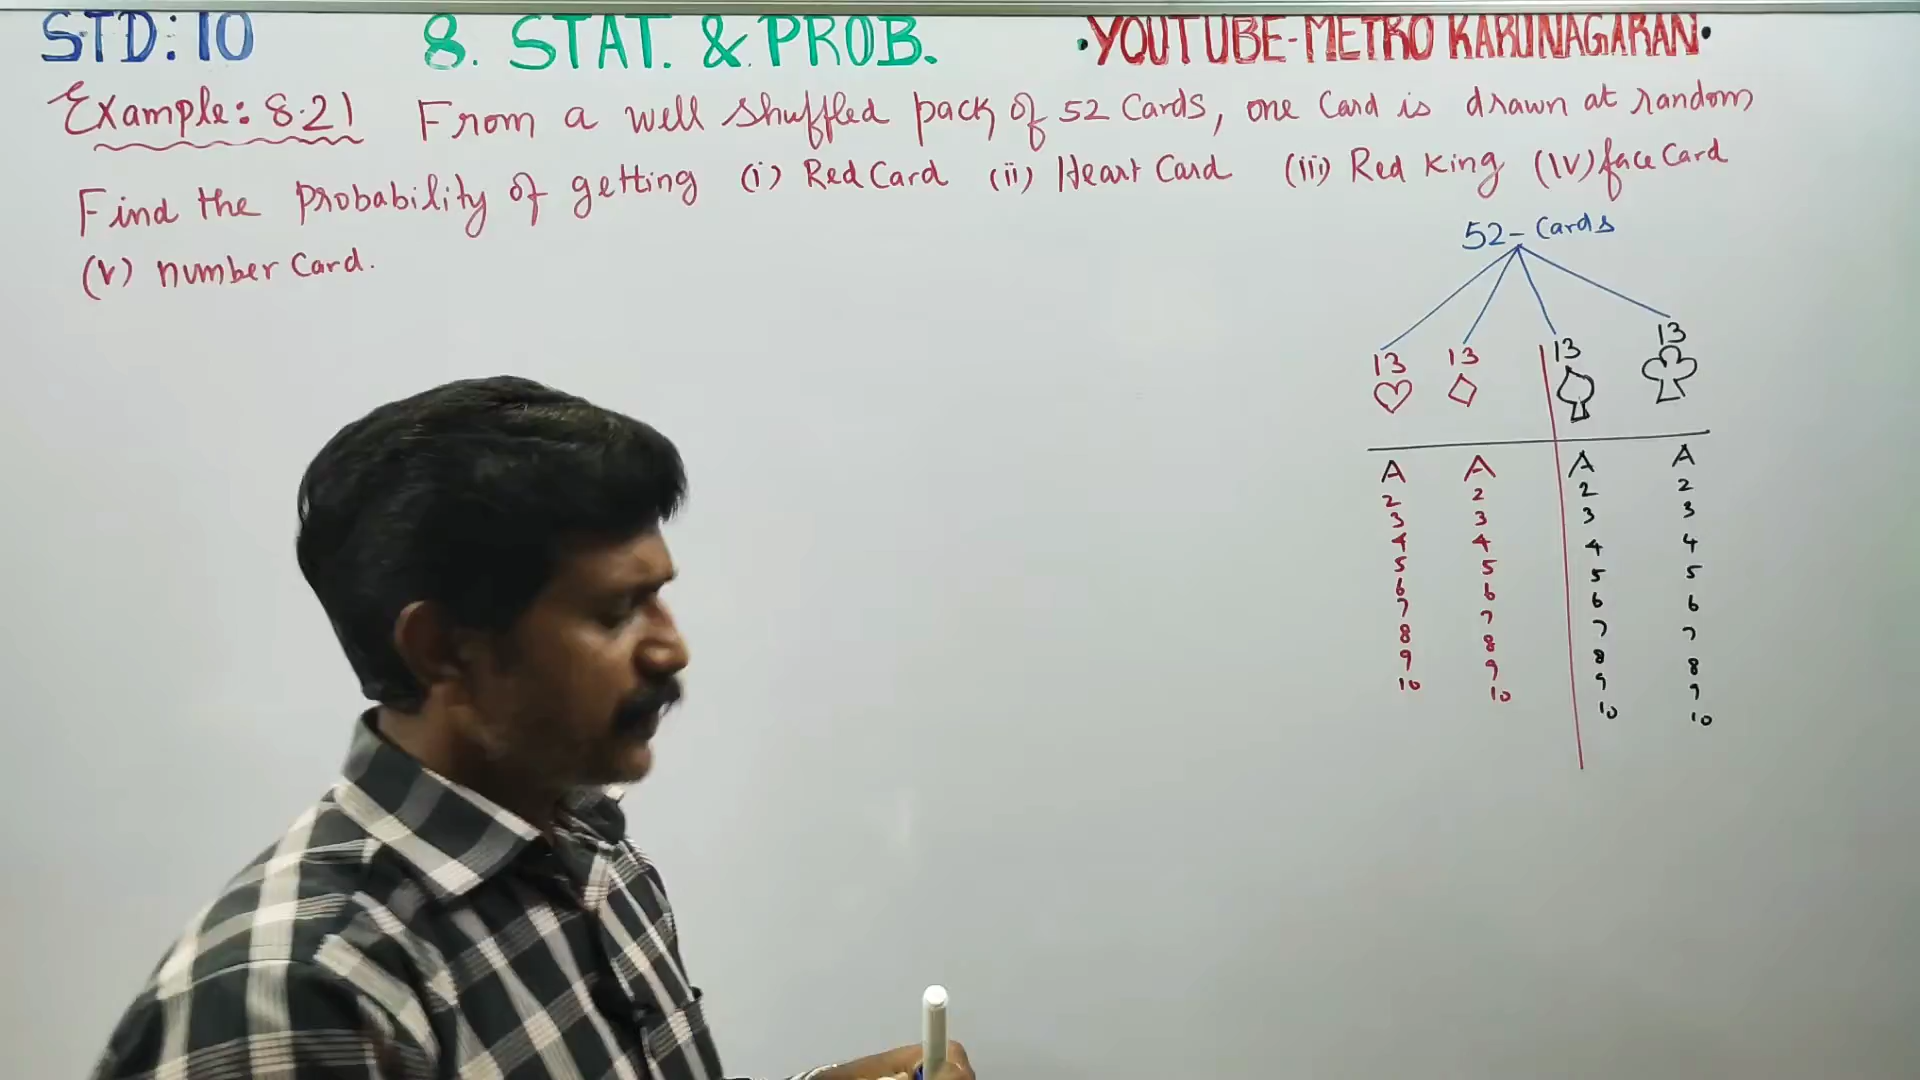 STD: 10 8. STAT. & PROB. •YOUTUBE-METRO KARUNAGARAN•
Example: 8.21 From a well shuffled pack of 52 Cards, one Card is drawn at random
Find the probability of getting (i) Red Card (ii) Heart Card (iii) Red King (iv) face Card
(v) number Card.
52- Cards
13 13 13 13
♡ ◇ ♤ ♧
A A A A
2 2 2 2
3 3 3 3
4 4 4 4
5 5 5 5
6 6 6 6
7 7 7 7
8 8 8 8
9 9 9 9
10 10 10 10